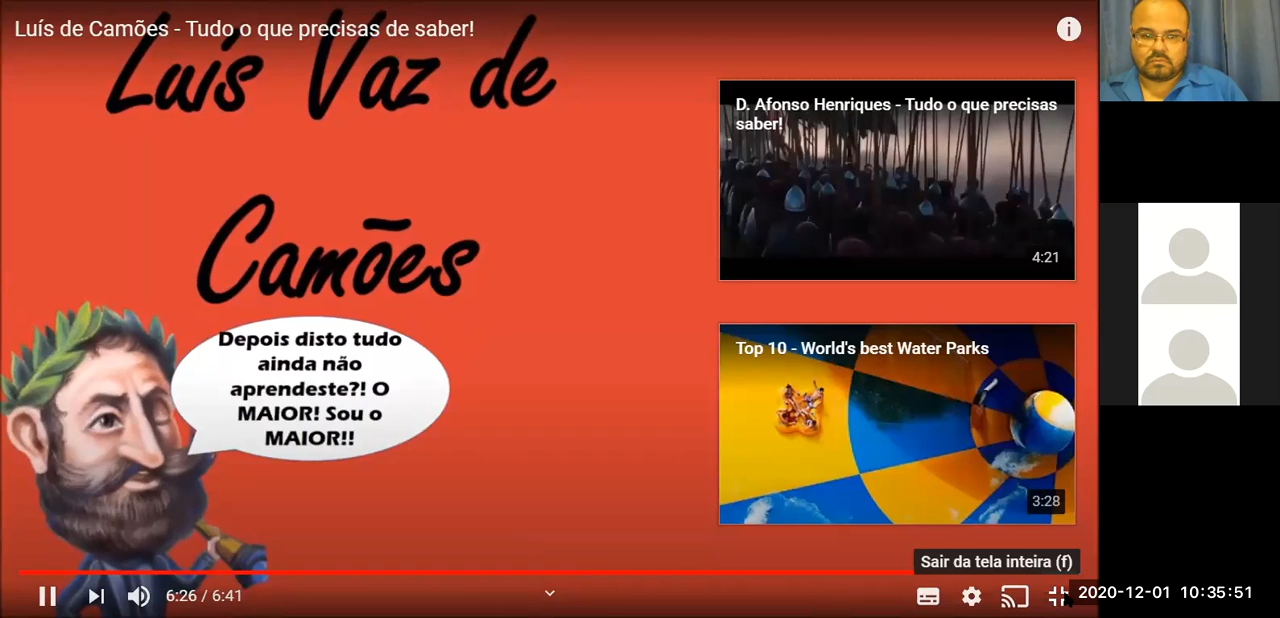 Luís de Camões - Tudo o que precisas de saber!
Luís Vaz de
Camões
Depois disto tudo
ainda não
aprendeste?! O
MAIOR! Sou o
MAIOR!!
D. Afonso Henriques - Tudo o que precisas
saber!
4:21
Top 10 - World's best Water Parks
3:28
Sair da tela inteira (f)
6:26 / 6:41
2020-12-01 10:35:51